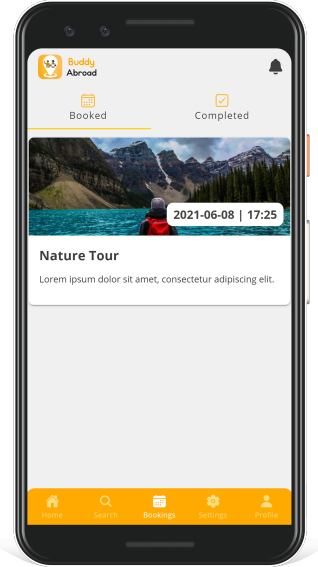 Buddy
Abroad
Booked
Completed
2021-06-08 | 17:25
Nature Tour
Lorem ipsum dolor sit amet, consectetur adipiscing elit.
Home
Search
Bookings
Settings
Profile